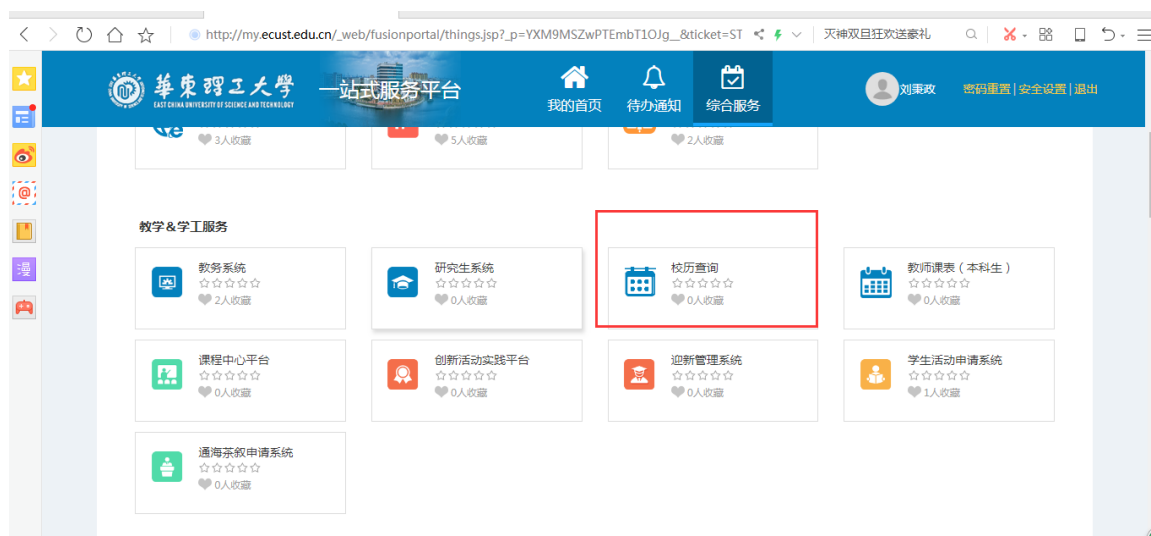 http://my.ecust.edu.cn/_web/fusionportal/things.jsp?_p=YXM9MSZwPTEmbT1OJg__&ticket=ST
灭神双旦狂欢送豪礼
華東理工大學
EAST CHINA UNIVERSITY OF SCIENCE AND TECHNOLOGY
一站式服务平台
我的首页
待办通知
综合服务
刘秉政
密码重置|安全设置|退出
3人收藏
5人收藏
2人收藏
教学&学工服务
教务系统
2人收藏
研究生系统
0人收藏
校历查询
0人收藏
教师课表(本科生)
0人收藏
课程中心平台
0人收藏
创新活动实践平台
0人收藏
迎新管理系统
0人收藏
学生活动申请系统
1人收藏
通海茶叙申请系统
0人收藏
漫